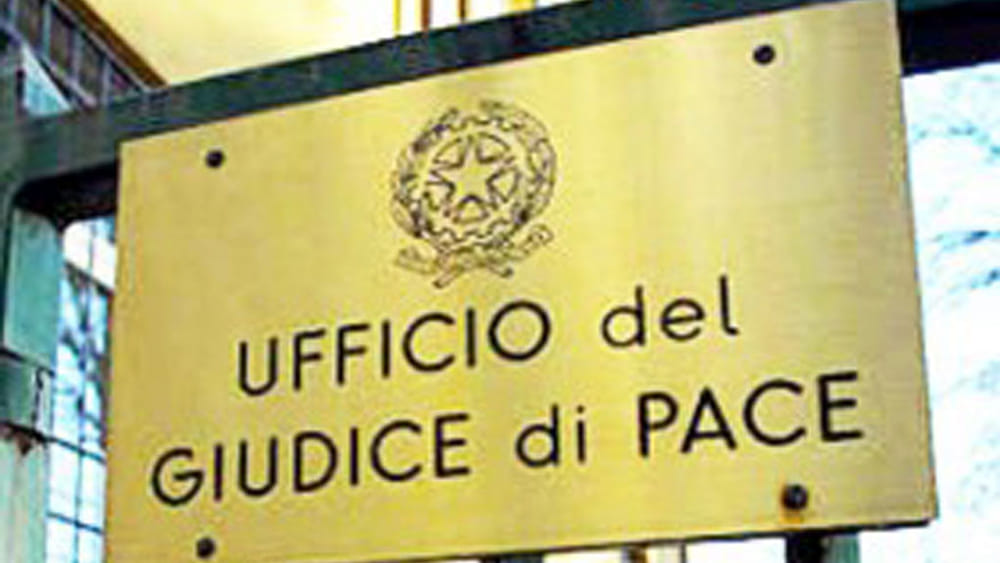 UFFICIO del
GIUDICE di PACE